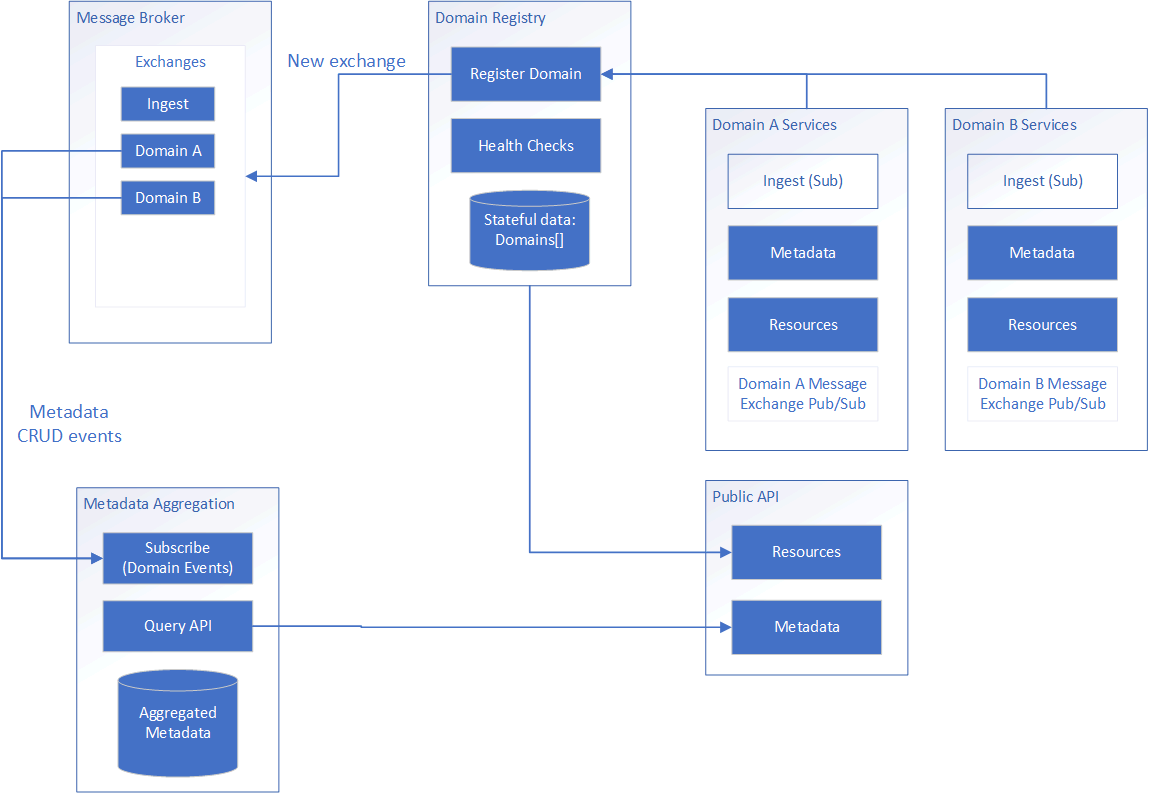 Message Broker
Exchanges
Ingest
Domain A
Domain B
New exchange
Domain Registry
Register Domain
Health Checks
Stateful data:
Domains[]
Domain A Services
Ingest (Sub)
Metadata
Resources
Domain A Message
Exchange Pub/Sub
Domain B Services
Ingest (Sub)
Metadata
Resources
Domain B Message
Exchange Pub/Sub
Metadata
CRUD events
Metadata Aggregation
Subscribe
(Domain Events)
Query API
Aggregated
Metadata
Public API
Resources
Metadata